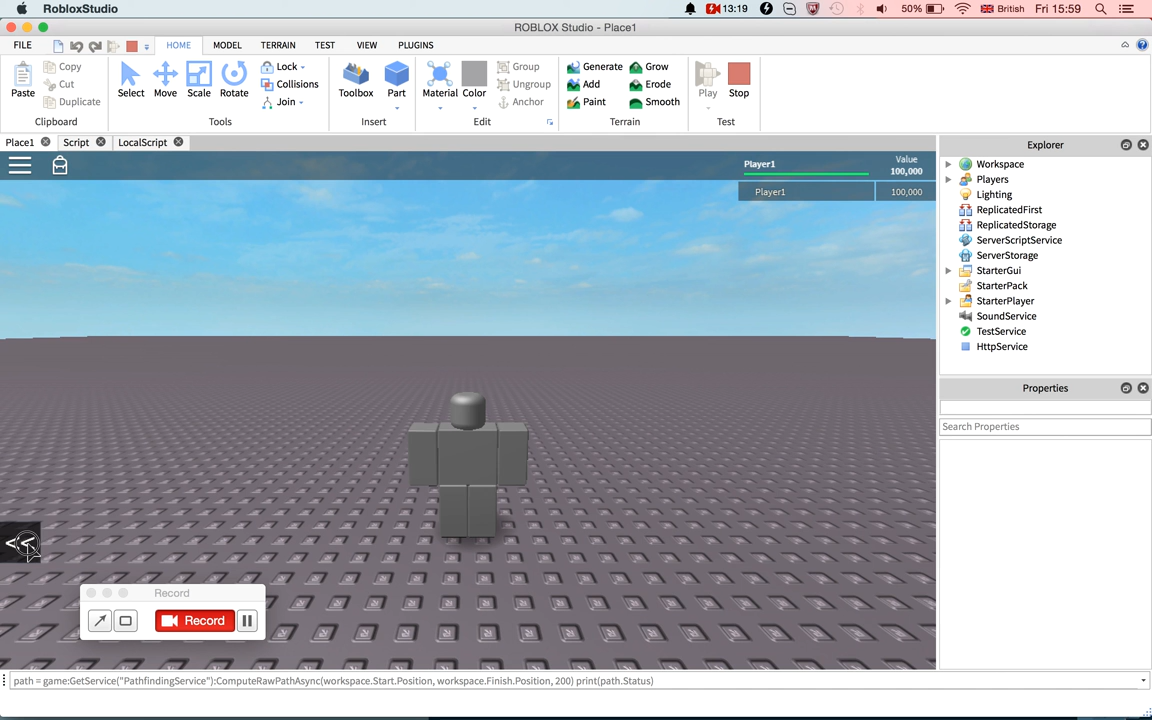 RobloxStudio 13:19 50% British Fri 15:59
ROBLOX Studio - Place1
FILE HOME MODEL TERRAIN TEST VIEW PLUGINS
Paste Copy Cut Duplicate Clipboard
Select Move Scale Rotate Lock Collisions Join Tools
Toolbox Part Insert
Material Color Group Ungroup Anchor Edit
Generate Grow Add Erode Paint Smooth Terrain
Play Stop Test
Place1 Script LocalScript
Player1 Value
100,000
Player1 100,000
<<
Explorer
Workspace
Players
Lighting
ReplicatedFirst
ReplicatedStorage
ServerScriptService
ServerStorage
StarterGui
StarterPack
StarterPlayer
SoundService
TestService
HttpService
Properties
Search Properties
Record
Record
path = game:GetService("PathfindingService"):ComputeRawPathAsync(workspace.Start.Position, workspace.Finish.Position, 200) print(path.Status)